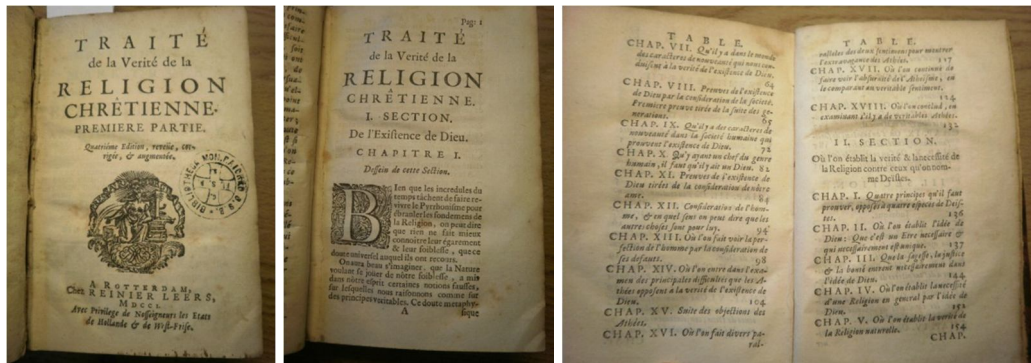 TRAITÉ
de la Verité de la
RELIGION
CHRÉTIENNE.
PREMIERE PARTIE.
Quatriéme Edition, revuë, cor-
rigée, & augmentée.
A ROTTERDAM,
Chez REINIER LEERS,
MDCCI.
Avec Privilege de Nosseigneurs les Etats
de Hollande & de West-Frise.
Pag: 1
TRAITÉ
de la Verité de la
RELIGION
CHRÉTIENNE.
I. SECTION.
De l'Existence de Dieu.
CHAPITRE I.
Dessein de cette Section.
Bien que les incredules du
temps tâchent de faire re-
vivre le Pyrrhonisme pour
ébranler les fondemens de
la Religion, on peut dire
que rien ne fait mieux
connoitre leur égarement
& leur foiblesse, que ce
doute universel auquel ils ont recours.
On a beau s'imaginer, que la Nature
voulant se jouer de nôtre foiblesse, a mis
dans nôtre esprit certaines notions fausses,
sur lesquelles nous raisonnons comme sur
des principes veritables. Ce doute metaphy-
A
sique
TABLE.
CHAP. VII. Qu'il y a dans le monde
des caracteres de nouveauté qui nous con-
duisent à la verité de l'existence de Dieu.
64
CHAP. VIII. Preuves de l'existence
de Dieu par la consideration de la societé.
Premiere preuve tirée de la suite des ge-
nerations.
65
CHAP. IX. Qu'il y a des caracteres de
nouveauté dans la societé humaine qui
prouvent l'existence de Dieu.
72
CHAP. X. Qu'y ayant un chef du genre
humain, il faut qu'il y ait un Dieu.
81
CHAP. XI. Preuves de l'existence de
Dieu tirées de la consideration de nôtre
ame.
84
CHAP. XII. Consideration de l'hom-
me, & en quel sens on peut dire que les
autres choses sont pour luy.
94
CHAP. XIII. Où l'on fait voir la per-
fection de l'homme par la consideration de
ses defauts.
98
CHAP. XIV. Où l'on entre dans l'exa-
men des principales difficultés que les
Athées opposent à la verité de l'existence de
Dieu.
104
CHAP. XV. Suite des objections des
Athées.
CHAP. XVI. Où l'on fait divers pa-
ral-
TABLE.
ralleles des deux sentimens pour montrer
l'extravagance des Athées.
117
CHAP. XVII. Où l'on continue de
faire voir l'absurdité de l'Atheïsme, en
le comparant au veritable sentiment.
124
CHAP. XVIII. Où l'on conclud, en
examinant s'il y a de veritables Athées.
132
II. SECTION.
Où l'on établit la verité & la necessité de
la Religion contre ceux qu'on nom-
me Deïstes.
CHAP. I. Quatre principes qu'il faut
prouver, opposés à quatre especes de Deïs-
tes.
136
CHAP. II. Où l'on établit l'idée de
Dieu: Que c'est un Etre necessaire &
qui necessairement est unique.
137
CHAP. III. Que la sagesse, la justice
& la bonté entrent necessairement dans
l'idée de Dieu.
144
CHAP. IV. Où l'on établit la necessité
d'une Religion en general par l'idée de
Dieu.
151
CHAP. V. Où l'on établit la verité de
la Religion naturelle.
154
CHAP.